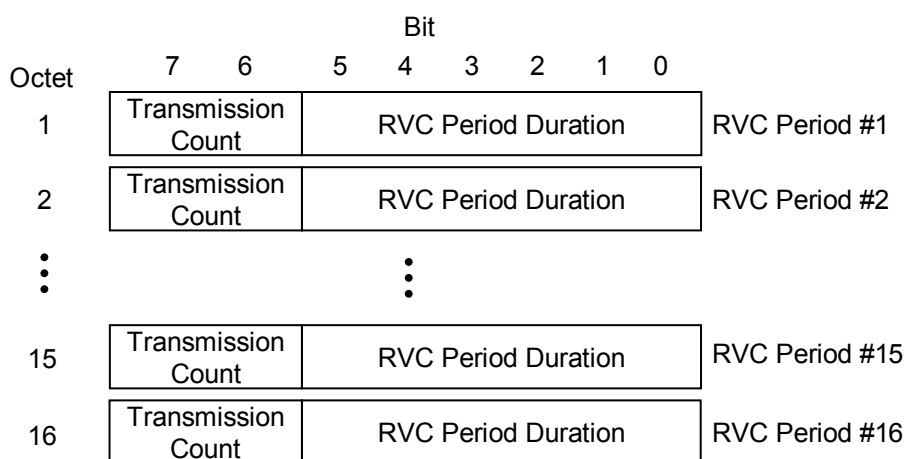 Bit
Octet 7 6 5 4 3 2 1 0
1 Transmission Count RVC Period Duration RVC Period #1
2 Transmission Count RVC Period Duration RVC Period #2
15 Transmission Count RVC Period Duration RVC Period #15
16 Transmission Count RVC Period Duration RVC Period #16